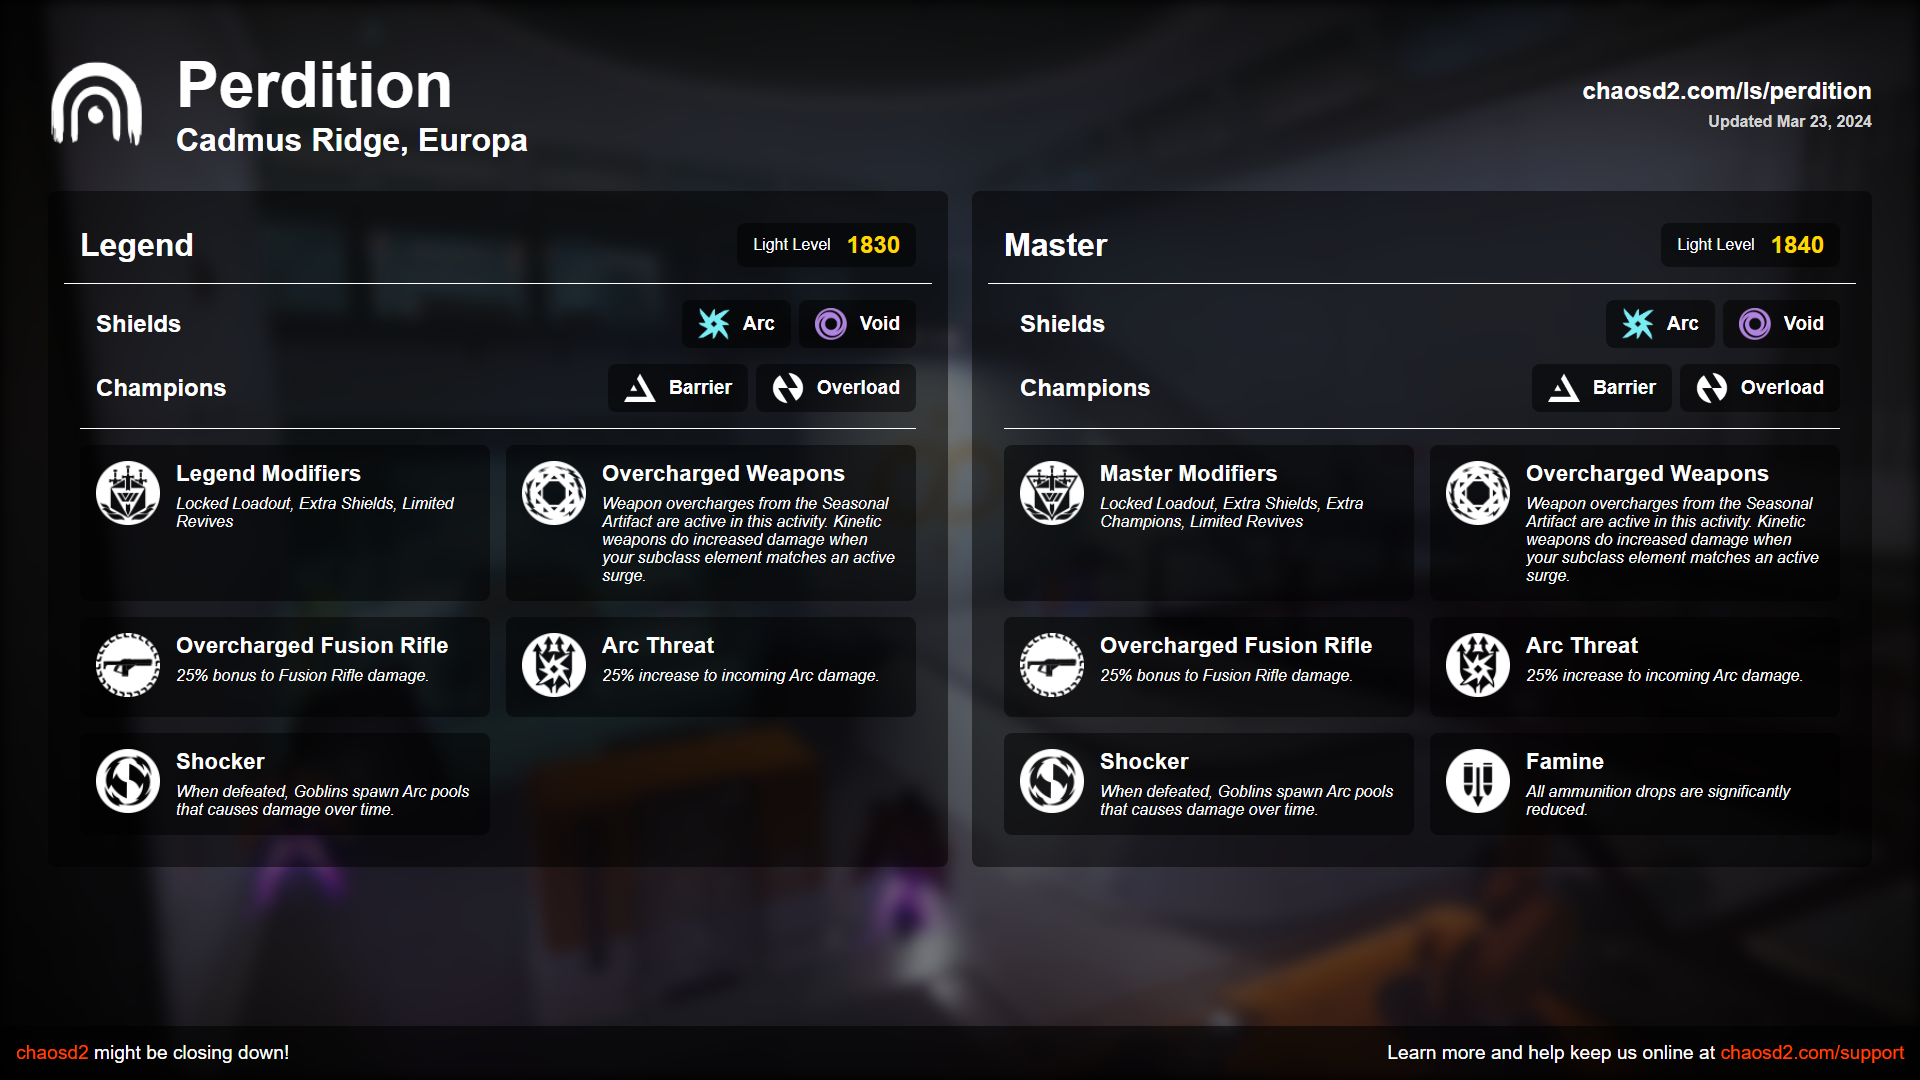 Perdition
Cadmus Ridge, Europa
chaosd2.com/ls/perdition
Updated Mar 23, 2024
Legend
Light Level 1830
Shields
Arc
Void
Champions
Barrier
Overload
Legend Modifiers
Locked Loadout, Extra Shields, Limited
Revives
Overcharged Weapons
Weapon overcharges from the Seasonal
Artifact are active in this activity. Kinetic
weapons do increased damage when
your subclass element matches an active
surge.
Overcharged Fusion Rifle
25% bonus to Fusion Rifle damage.
Arc Threat
25% increase to incoming Arc damage.
Shocker
When defeated, Goblins spawn Arc pools
that causes damage over time.
Master
Light Level 1840
Shields
Arc
Void
Champions
Barrier
Overload
Master Modifiers
Locked Loadout, Extra Shields, Extra
Champions, Limited Revives
Overcharged Weapons
Weapon overcharges from the Seasonal
Artifact are active in this activity. Kinetic
weapons do increased damage when
your subclass element matches an active
surge.
Overcharged Fusion Rifle
25% bonus to Fusion Rifle damage.
Arc Threat
25% increase to incoming Arc damage.
Shocker
When defeated, Goblins spawn Arc pools
that causes damage over time.
Famine
All ammunition drops are significantly
reduced.
chaosd2 might be closing down!
Learn more and help keep us online at chaosd2.com/support